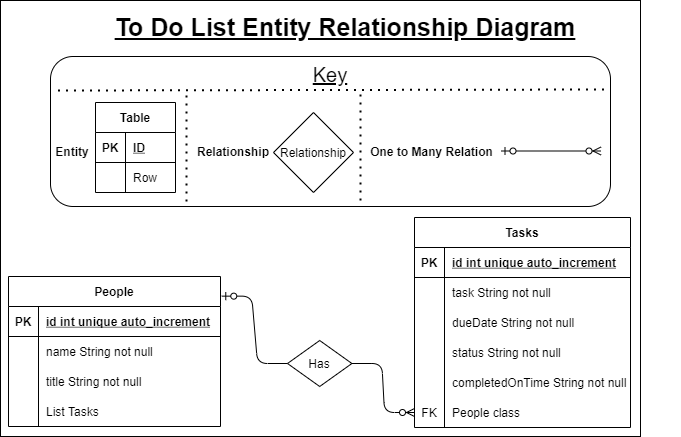 To Do List Entity Relationship Diagram
Key
Entity
Table
PK ID
Row
Relationship
Relationship
One to Many Relation
People
PK id int unique auto_increment
name String not null
title String not null
List Tasks
Has
Tasks
PK id int unique auto_increment
task String not null
dueDate String not null
status String not null
completedOnTime String not null
FK People class